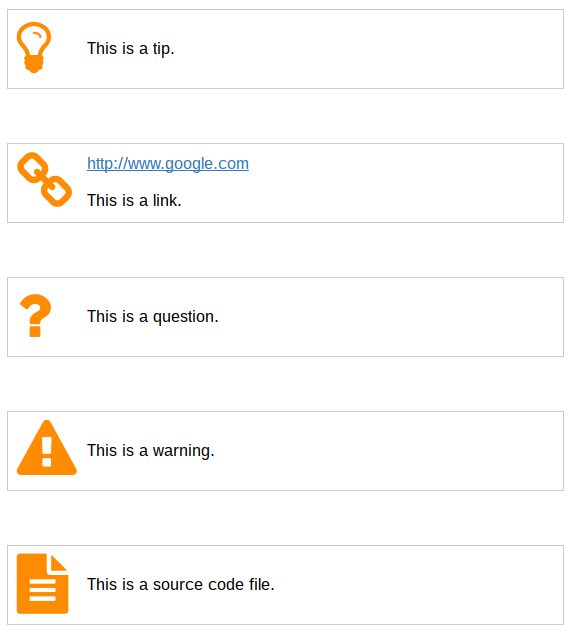 This is a tip.
http://www.google.com
This is a link.
This is a question.
This is a warning.
This is a source code file.